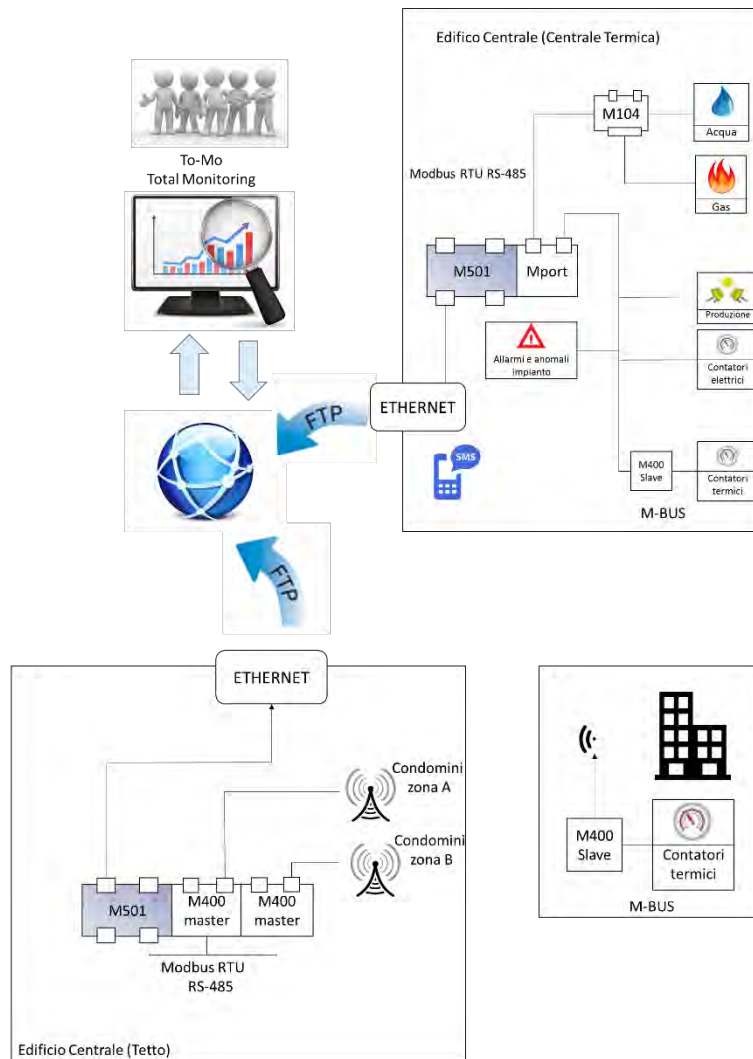 Edifico Centrale (Centrale Termica)
M104
Acqua
Gas
Modbus RTU RS-485
M501
Mport
Produzione
Allarmi e anomali
impianto
Contatori
elettrici
M400
Slave
Contatori
termici
M-BUS
SMS
ETHERNET
FTP
To-Mo
Total Monitoring
FTP
ETHERNET
Condomini
zona A
Condomini
zona B
M501
M400
master
M400
master
Modbus RTU
RS-485
Edificio Centrale (Tetto)
M400
Slave
Contatori
termici
M-BUS